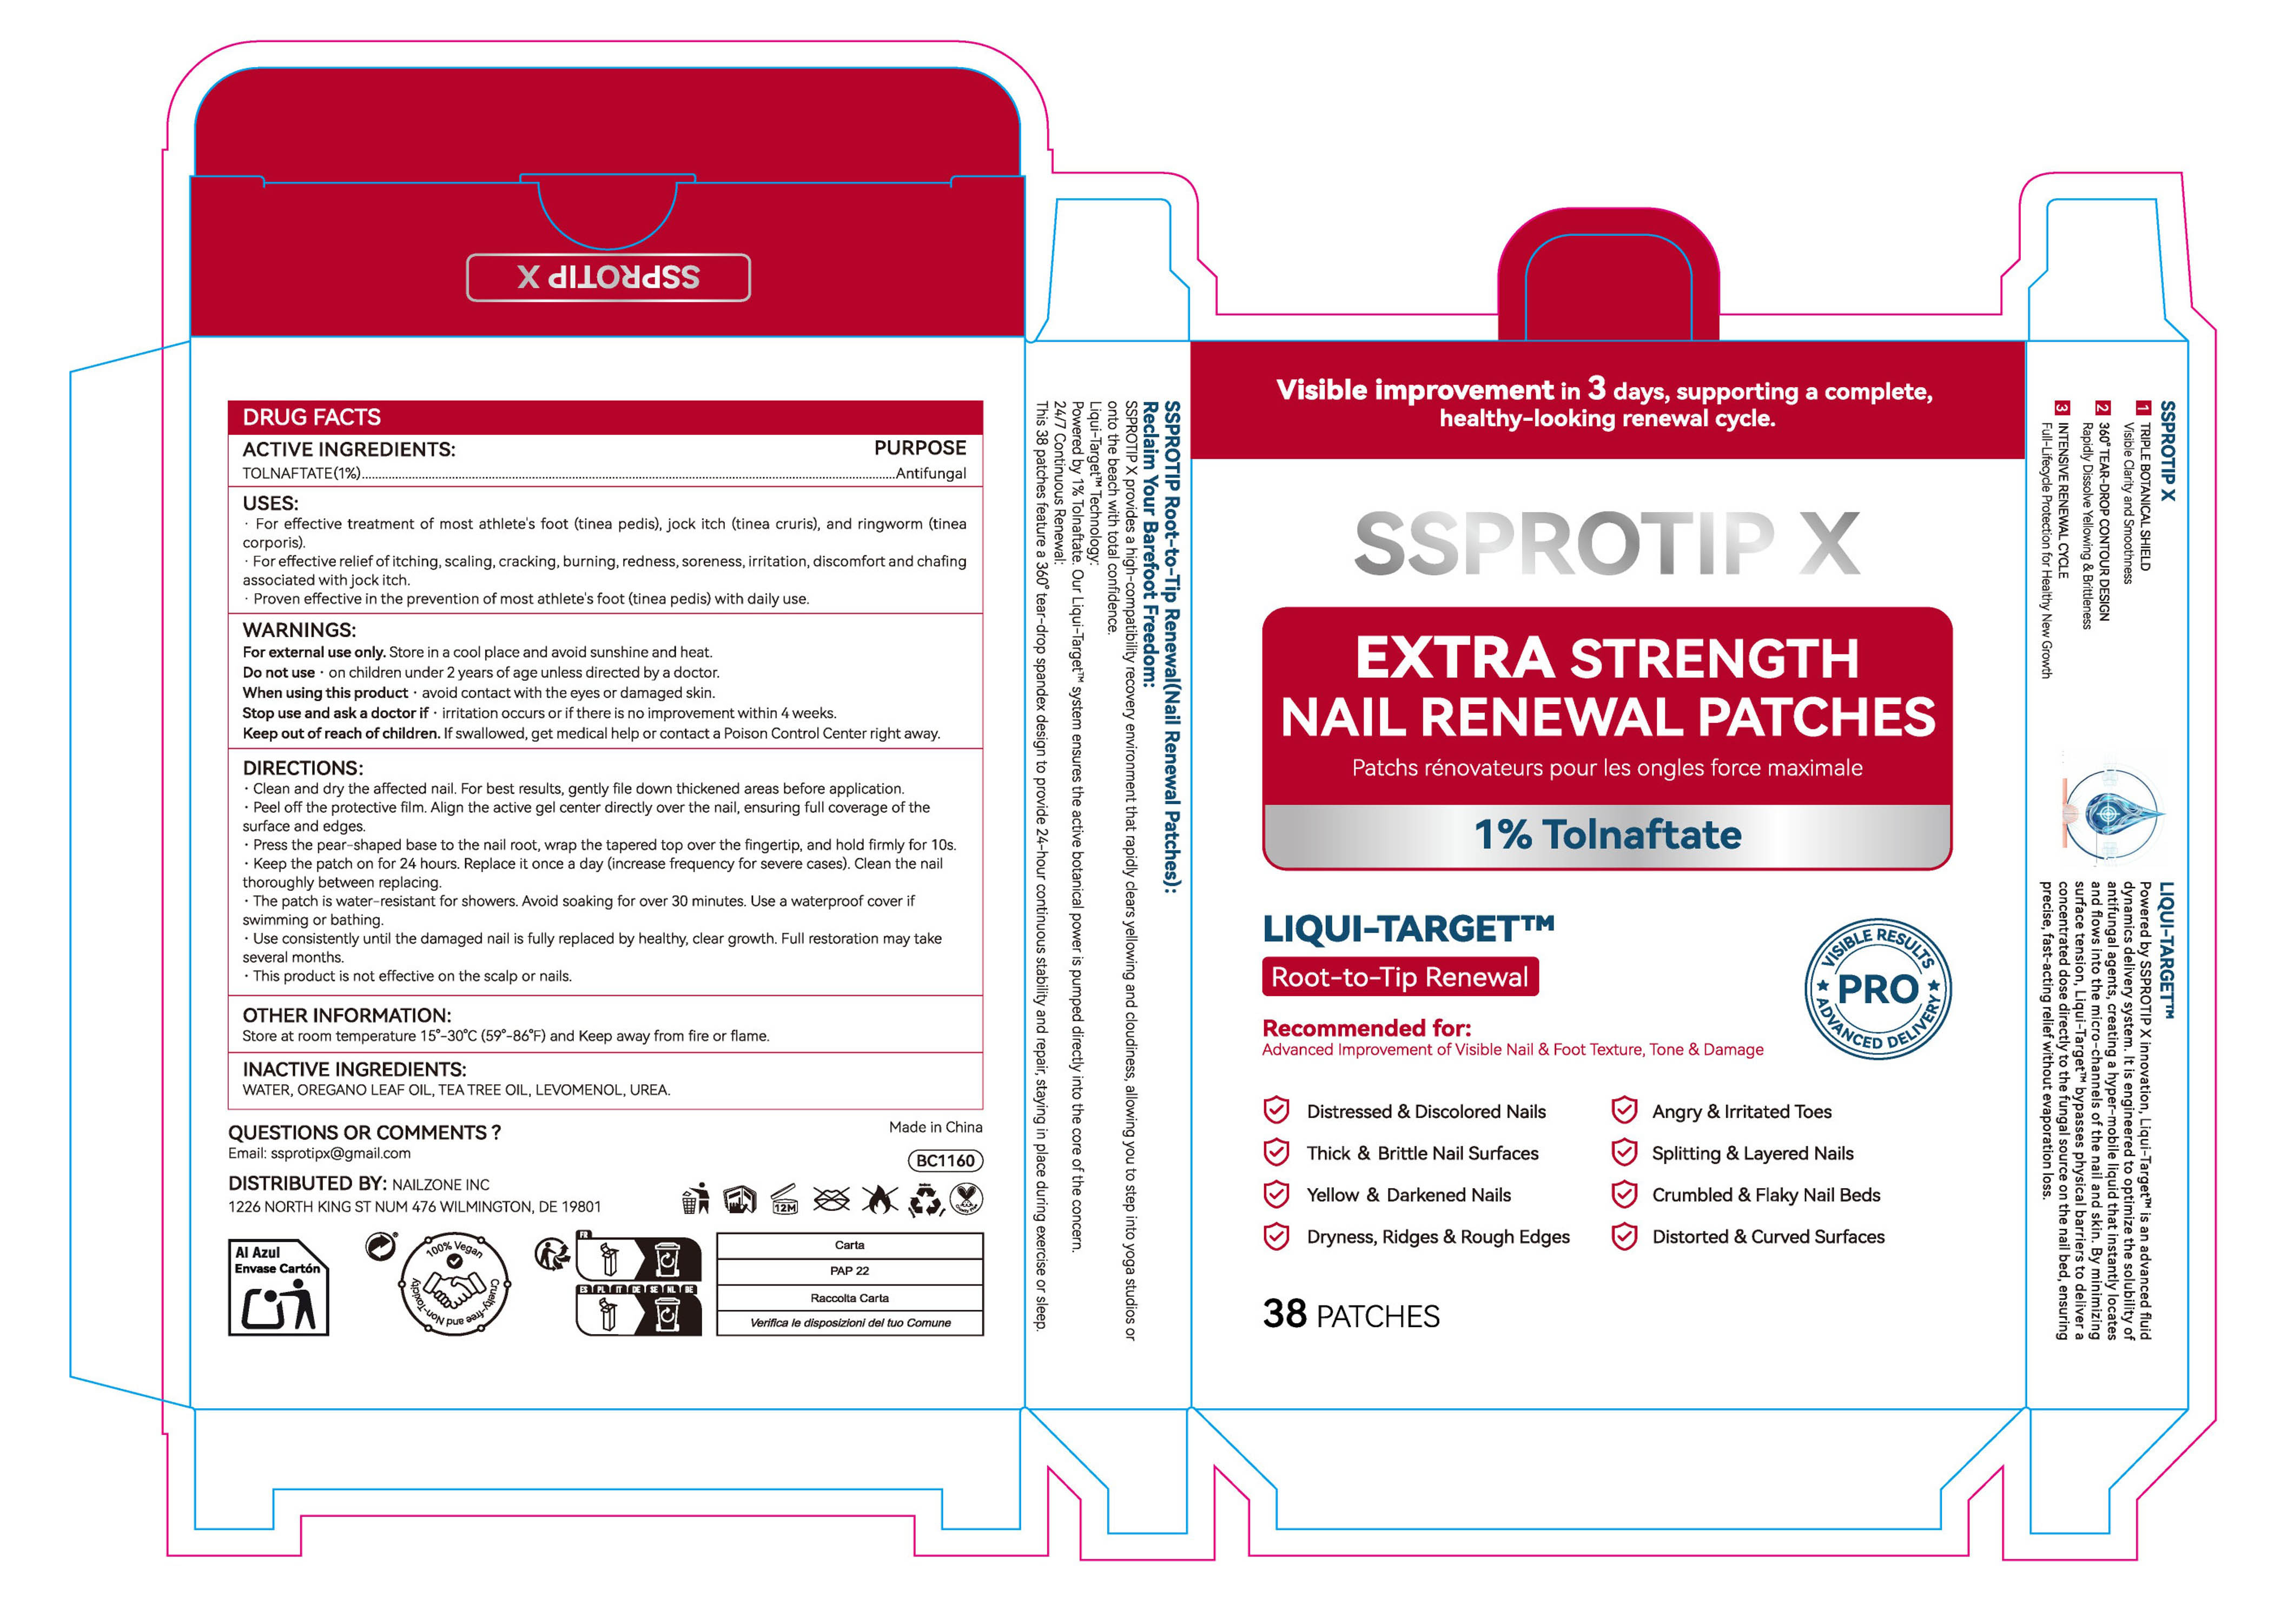 SSPROTIP X
DRUG FACTS
ACTIVE INGREDIENTS: PURPOSE
TOLNAFTATE(1%)........Antifungal
USES:
· For effective treatment of most athlete's foot (tinea pedis), jock itch (tinea cruris), and ringworm (tinea
corporis).
· For effective relief of itching, scaling, cracking, burning, redness, soreness, irritation, discomfort and chafing
associated with jock itch.
· Proven effective in the prevention of most athlete's foot (tinea pedis) with daily use.
WARNINGS:
For external use only. Store in a cool place and avoid sunshine and heat.
Do not use · on children under 2 years of age unless directed by a doctor.
When using this product · avoid contact with the eyes or damaged skin.
Stop use and ask a doctor if · irritation occurs or if there is no improvement within 4 weeks.
Keep out of reach of children. If swallowed, get medical help or contact a Poison Control Center right away.
DIRECTIONS:
· Clean and dry the affected nail. For best results, gently file down thickened areas before application.
· Peel off the protective film. Align the active gel center directly over the nail, ensuring full coverage of the
surface and edges.
· Press the pear-shaped base to the nail root, wrap the tapered top over the fingertip, and hold firmly for 10s.
· Keep the patch on for 24 hours. Replace it once a day (increase frequency for severe cases). Clean the nail
thoroughly between replacing.
· The patch is water-resistant for showers. Avoid soaking for over 30 minutes. Use a waterproof cover if
swimming or bathing.
· Use consistently until the damaged nail is fully replaced by healthy, clear growth. Full restoration may take
several months.
· This product is not effective on the scalp or nails.
OTHER INFORMATION:
Store at room temperature 15°-30°C (59°-86°F) and Keep away from fire or flame.
INACTIVE INGREDIENTS:
WATER, OREGANO LEAF OIL, TEA TREE OIL, LEVOMENOL, UREA.
QUESTIONS OR COMMENTS ?
Email: ssprotipx@gmail.com
Made in China
BC1160
DISTRIBUTED BY: NAILZONE INC
1226 NORTH KING ST NUM 476 WILMINGTON, DE 19801
12M
Al Azul
Envase Cartón
100% Vegan
Cruelty-free and Non-Toxicity
FR
ES PL IT DE SE NL BE
Carta
PAP 22
Raccolta Carta
Verifica le disposizioni del tuo Comune
SSPROTIP Root-to-Tip Renewal(Nail Renewal Patches):
Reclaim Your Barefoot Freedom:
SSPROTIP X provides a high-compatibility recovery environment that rapidly clears yellowing and cloudiness, allowing you to step into yoga studios or
onto the beach with total confidence.
Liqui-Target™ Technology:
Powered by 1% Tolnaftate. Our Liqui-Target™ system ensures the active botanical power is pumped directly into the core of the concern.
24/7 Continuous Renewal:
This 38 patches feature a 360° tear-drop spandex design to provide 24-hour continuous stability and repair, staying in place during exercise or sleep.
Visible improvement in 3 days, supporting a complete,
healthy-looking renewal cycle.
SSPROTIP X
EXTRA STRENGTH
NAIL RENEWAL PATCHES
Patchs rénovateurs pour les ongles force maximale
1% Tolnaftate
LIQUI-TARGET™
Root-to-Tip Renewal
VISIBLE RESULTS
PRO
ADVANCED DELIVERY
Recommended for:
Advanced Improvement of Visible Nail & Foot Texture, Tone & Damage
Distressed & Discolored Nails
Thick & Brittle Nail Surfaces
Yellow & Darkened Nails
Dryness, Ridges & Rough Edges
Angry & Irritated Toes
Splitting & Layered Nails
Crumbled & Flaky Nail Beds
Distorted & Curved Surfaces
38 PATCHES
SSPROTIP X
1 TRIPLE BOTANICAL SHIELD
Visible Clarity and Smoothness
2 360° TEAR-DROP CONTOUR DESIGN
Rapidly Dissolve Yellowing & Brittleness
3 INTENSIVE RENEWAL CYCLE
Full-Lifecycle Protection for Healthy New Growth
LIQUI-TARGET™
Powered by SSPROTIP X innovation, Liqui-Target™ is an advanced fluid
dynamics delivery system. It is engineered to optimize the solubility of
antifungal agents, creating a hyper-mobile liquid that instantly locates
and flows into the micro-channels of the nail and skin. By minimizing
surface tension, Liqui-Target™ bypasses physical barriers to deliver a
concentrated dose directly to the fungal source on the nail bed, ensuring
precise, fast-acting relief without evaporation loss.